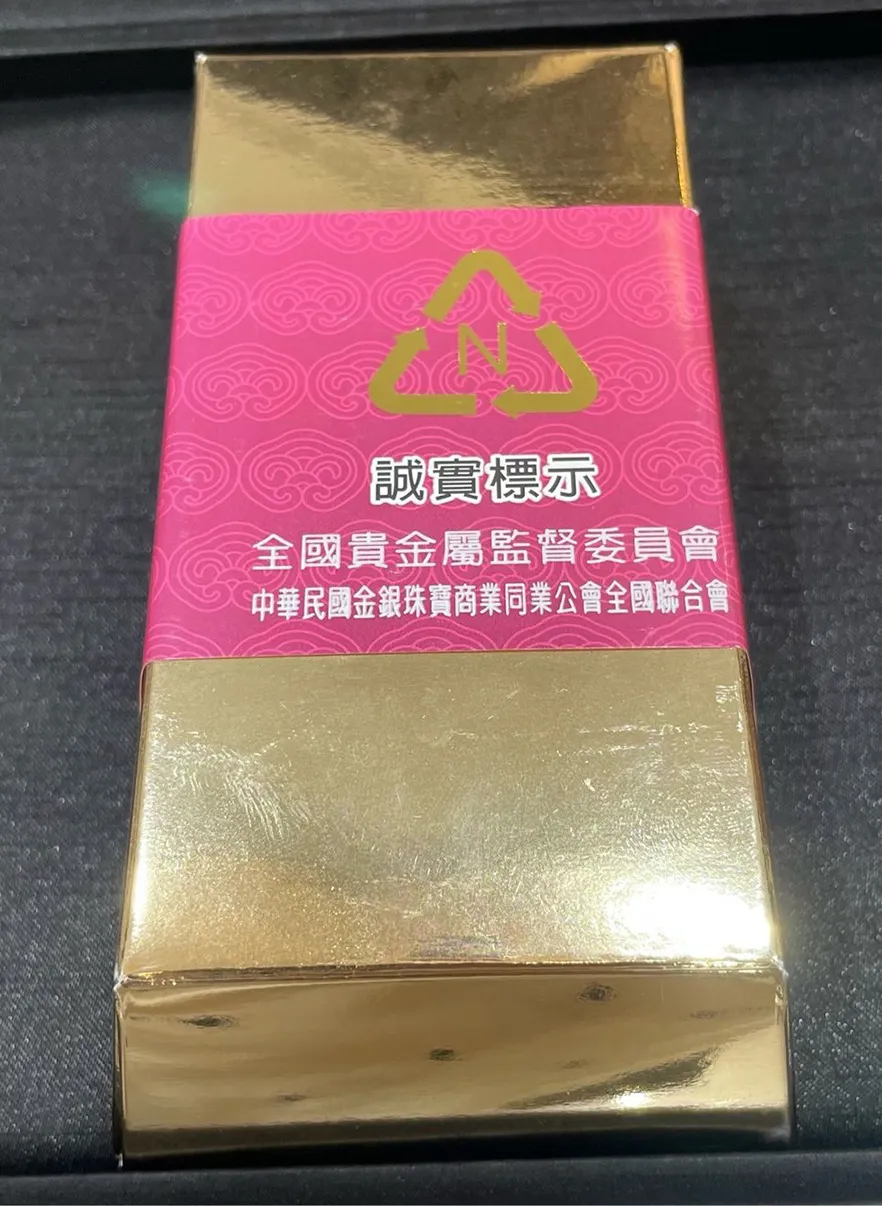 N
誠實標示
全國貴金屬監督委員會
中華民國金銀珠寶商業同業公會全國聯合會